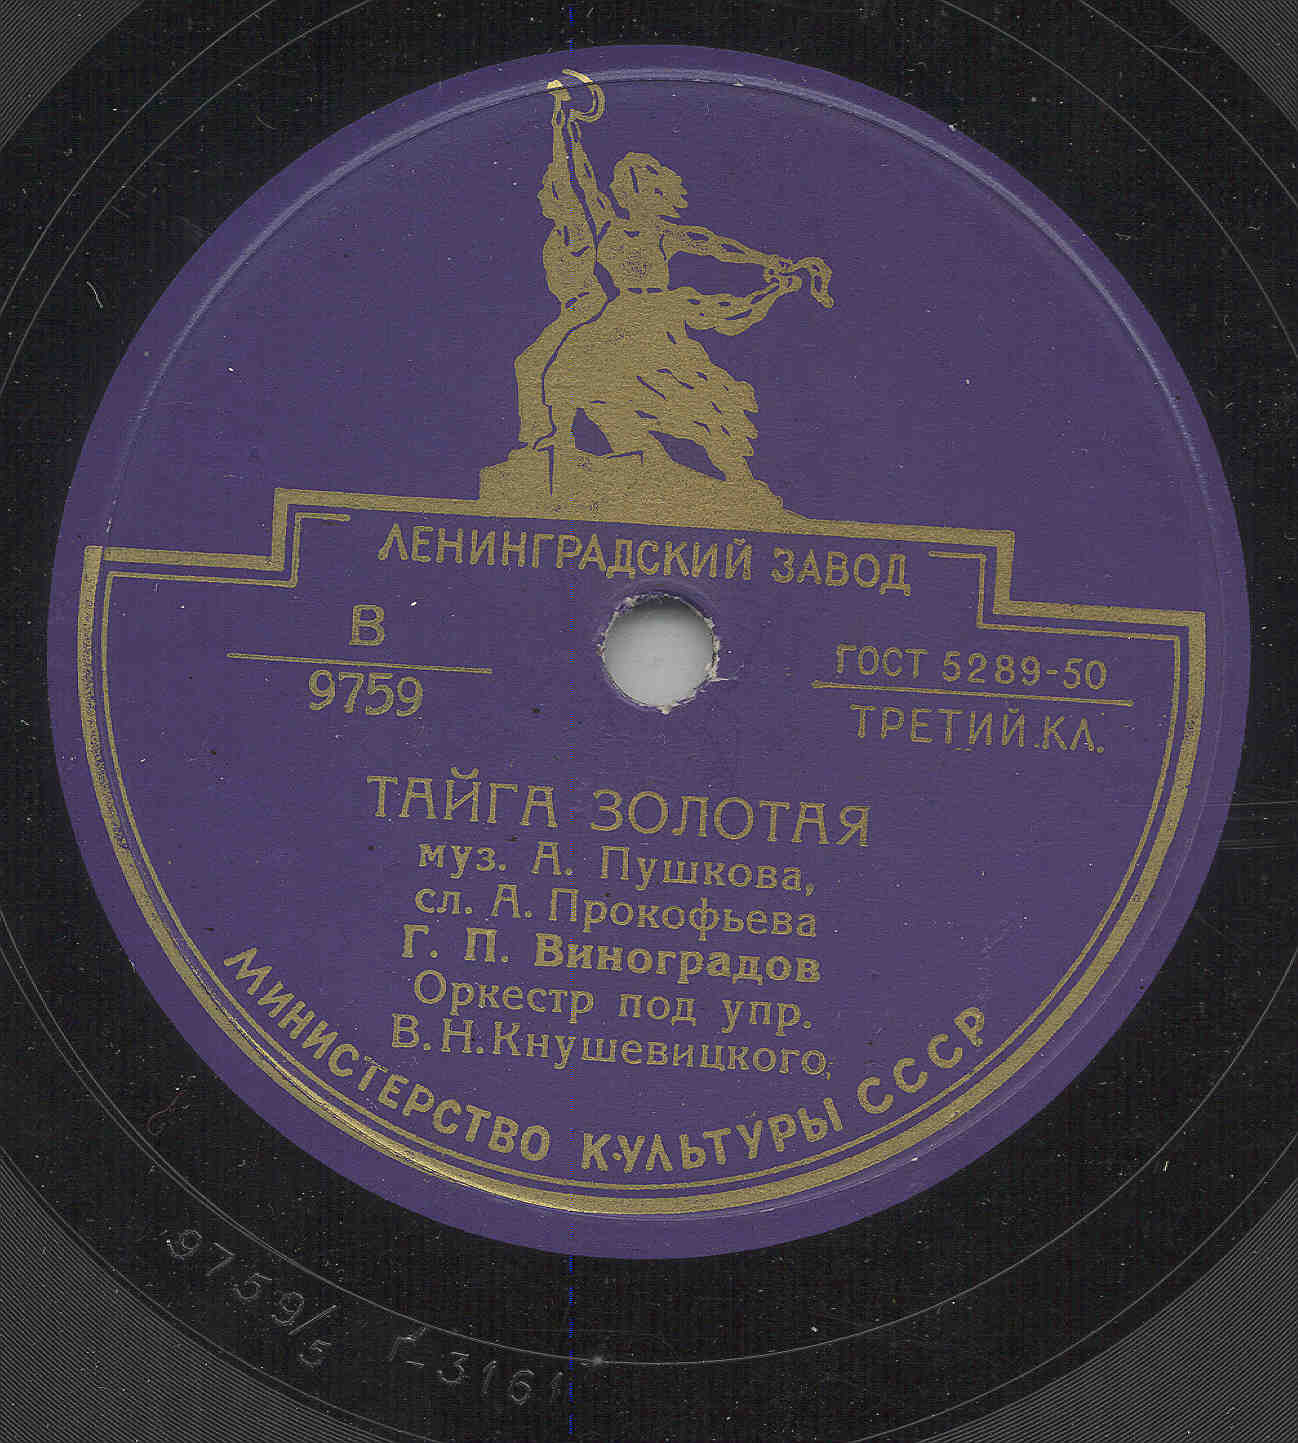 ЛЕНИНГРАДСКИЙ ЗАВОД
В
9759
ГОСТ 5289-50
ТРЕТИЙ КЛ.
ТАЙГА ЗОЛОТАЯ
муз. А. Пушкова,
сл. А. Прокофьева
Г. П. Виноградов
Оркестр под упр.
В.Н.Кнушевицкого
МИНИСТЕРСТВО КУЛЬТУРЫ СССР
9759/5 Г-3161